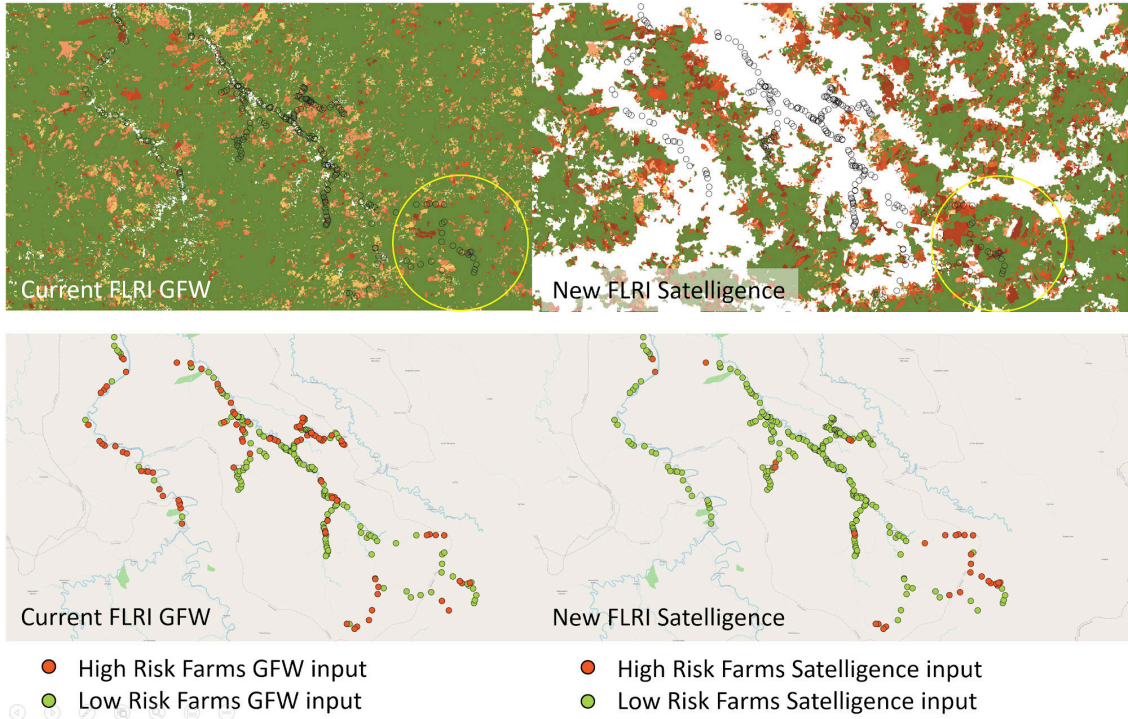 Current FLRI GFW
New FLRI Satelligence
Current FLRI GFW
New FLRI Satelligence
High Risk Farms GFW input
High Risk Farms Satelligence input
Low Risk Farms GFW input
Low Risk Farms Satelligence input